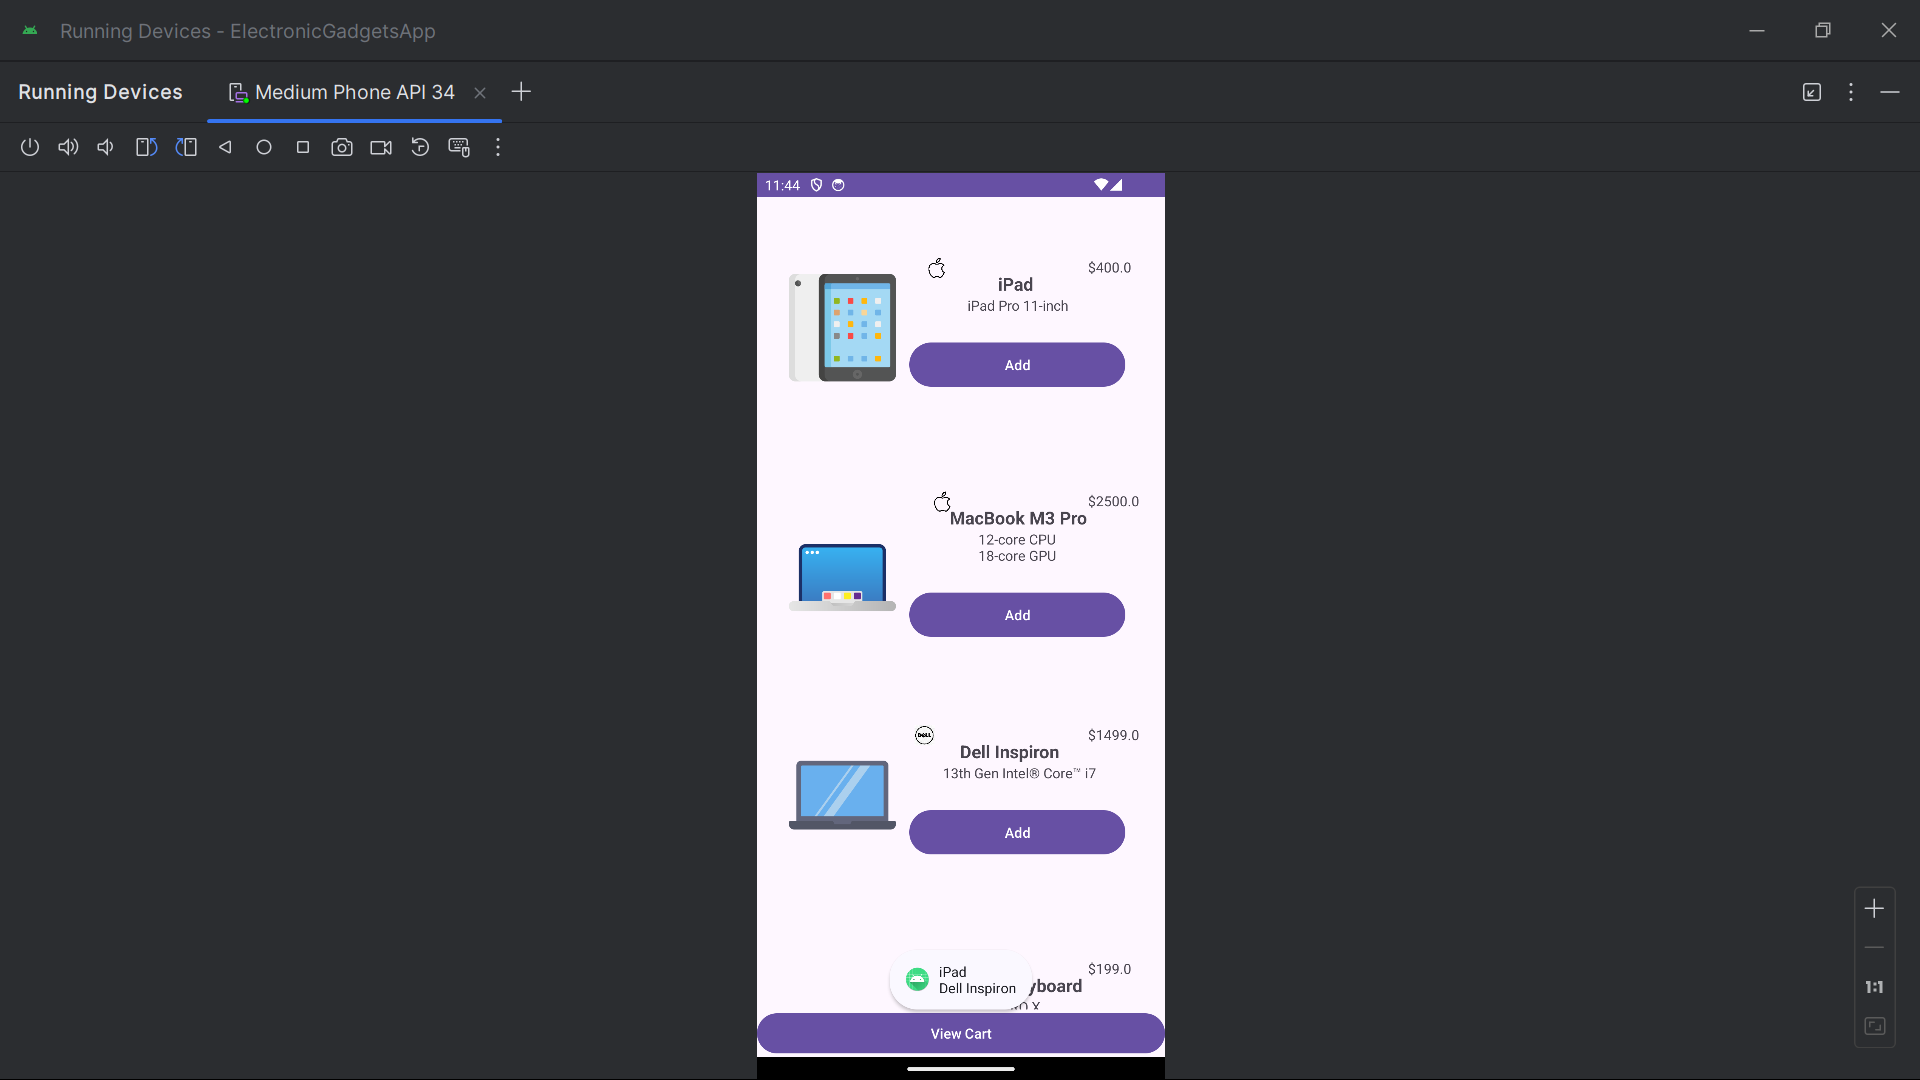 Running Devices - ElectronicGadgetsApp
Running Devices
Medium Phone API 34
11:44
$400.0
iPad
iPad Pro 11-inch
Add
$2500.0
MacBook M3 Pro
12-core CPU
18-core GPU
Add
DELL
$1499.0
Dell Inspiron
13th Gen Intel® Core™ i7
Add
$199.0
iPad
Dell Inspiron
yboard
X
View Cart
1:1